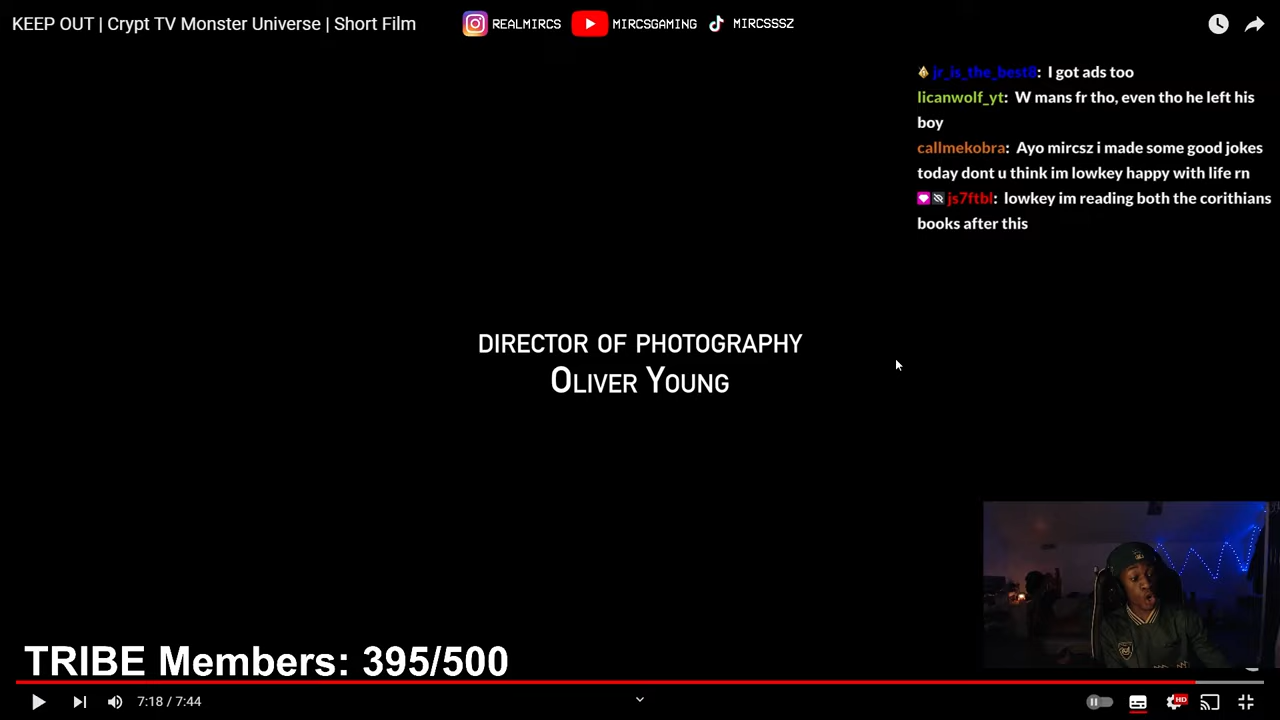 KEEP OUT | Crypt TV Monster Universe | Short Film
REALMIRCS MIRCSGAMING MIRCSSSZ
jr_is_the_best8: I got ads too
licanwolf_yt: W mans fr tho, even tho he left his
boy
callmekobra: Ayo mircsz i made some good jokes
today dont u think im lowkey happy with life rn
js7ftbl: lowkey im reading both the corithians
books after this
DIRECTOR OF PHOTOGRAPHY
OLIVER YOUNG
TRIBE Members: 395/500
7:18 / 7:44
HD